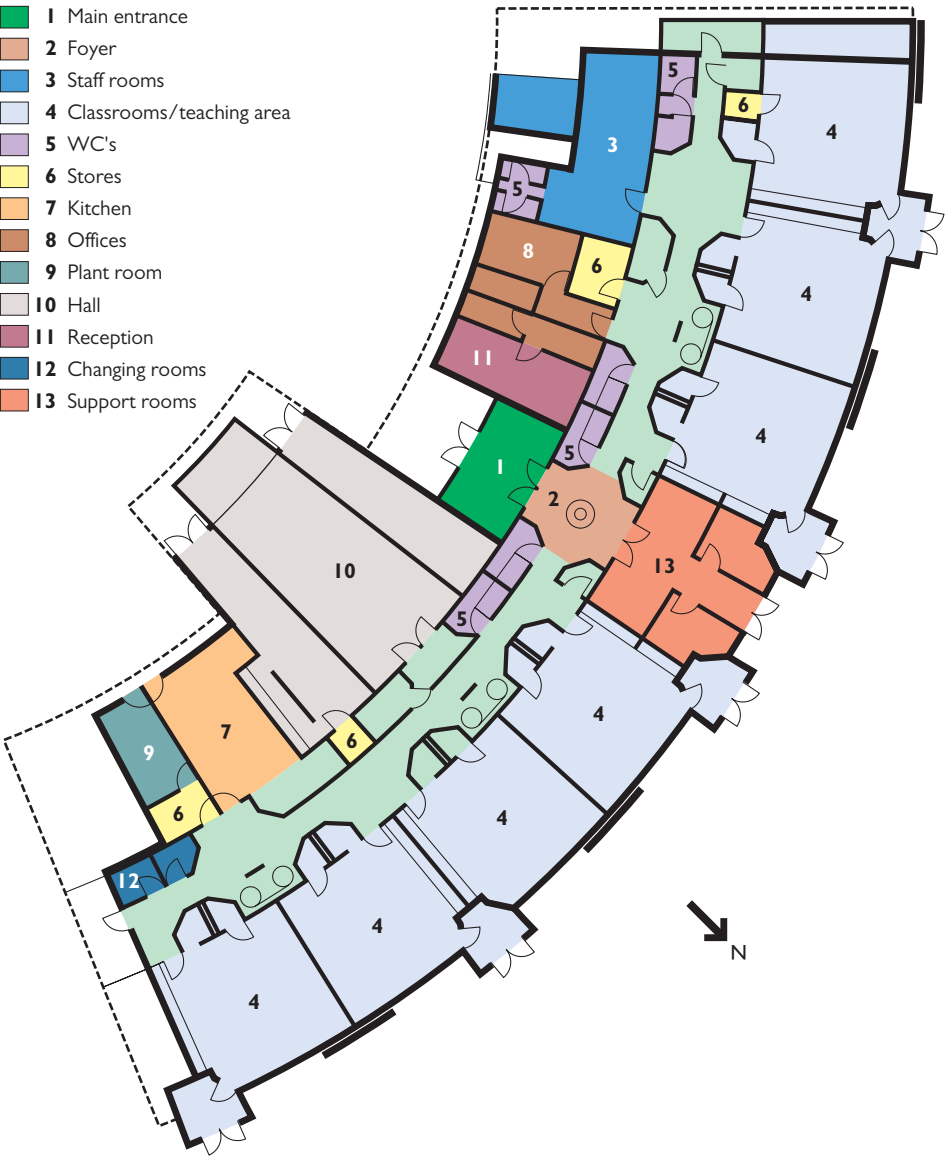 1 Main entrance
2 Foyer
3 Staff rooms
4 Classrooms/teaching area
5 WC's
6 Stores
7 Kitchen
8 Offices
9 Plant room
10 Hall
11 Reception
12 Changing rooms
13 Support rooms
5
6
4
3
5
8
6
4
11
4
5
1
2
13
10
5
4
7
6
9
4
6
12
4
4
N